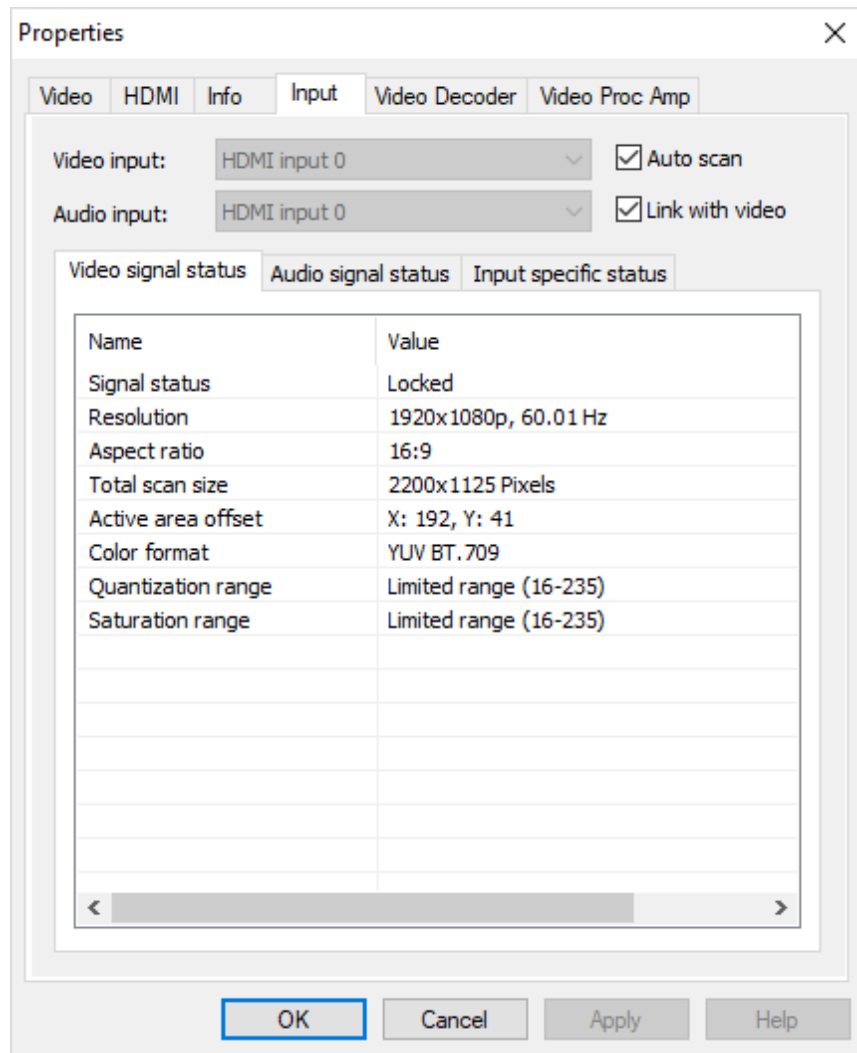 Properties
Video HDMI Info Input Video Decoder Video Proc Amp
Video input: HDMI input 0 Auto scan
Audio input: HDMI input 0 Link with video
Video signal status Audio signal status Input specific status
Name Value
Signal status Locked
Resolution 1920x1080p, 60.01 Hz
Aspect ratio 16:9
Total scan size 2200x1125 Pixels
Active area offset X: 192, Y: 41
Color format YUV BT.709
Quantization range Limited range (16-235)
Saturation range Limited range (16-235)
OK Cancel Apply Help